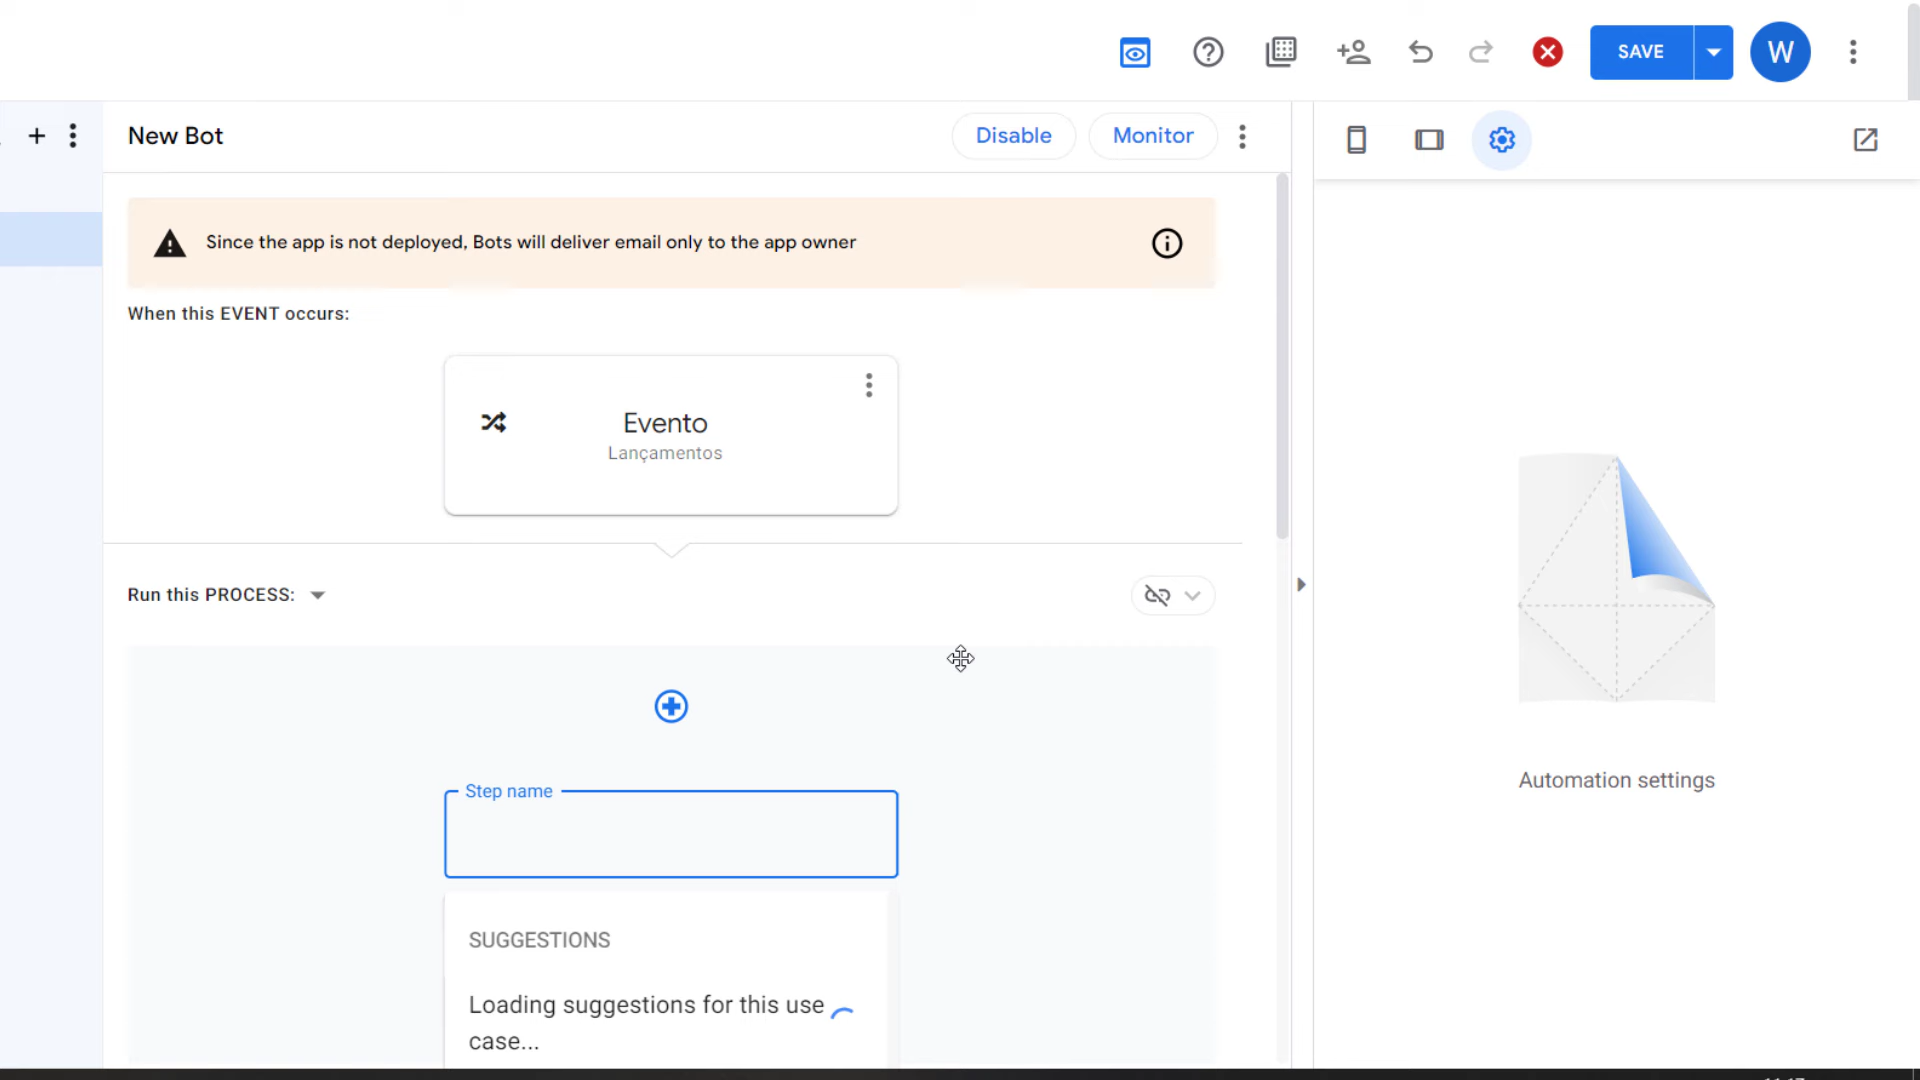 SAVE
W
New Bot
Disable
Monitor
Since the app is not deployed, Bots will deliver email only to the app owner
When this EVENT occurs:
Evento
Lançamentos
Run this PROCESS:
Step name
SUGGESTIONS
Loading suggestions for this use
case...
Automation settings